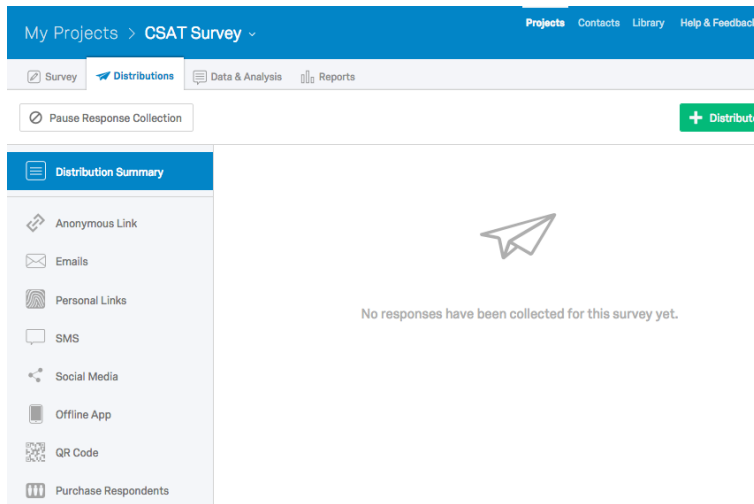 My Projects > CSAT Survey
Projects Contacts Library Help & Feedback
Survey Distributions Data & Analysis Reports
Pause Response Collection
Distribute
Distribution Summary
Anonymous Link
Emails
Personal Links
SMS
Social Media
Offline App
QR Code
Purchase Respondents
No responses have been collected for this survey yet.